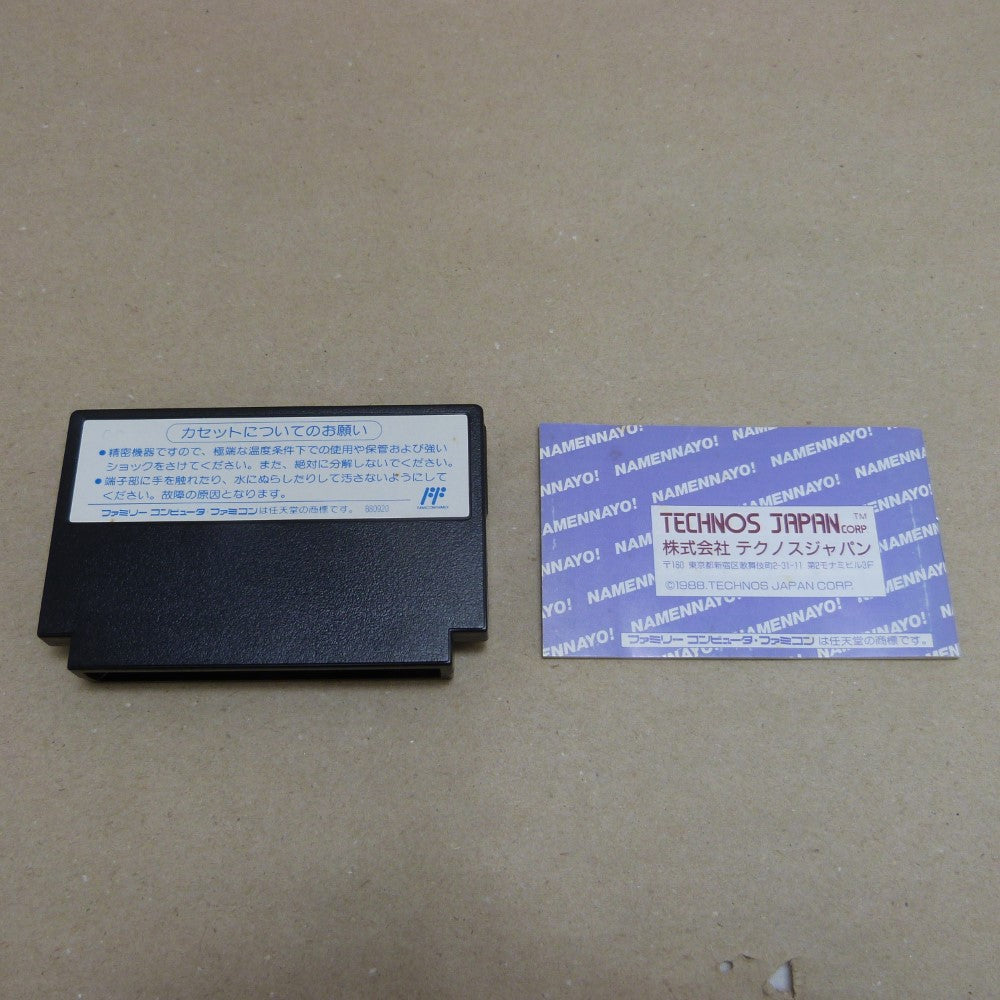 カセットについてのお願い
●精密機器ですので、極端な温度条件下での使用や保管および強い
ショックをさけてください。また、絶対に分解しないでください。
●端子部に手を触れたり、水にぬらしたりして汚さないようにして
ください。故障の原因となります。
ファミリーコンピュータ・ファミコンは任天堂の商標です。 880920
NAMENNAYO! NAMENNAYO! NAMENNAYO!
TECHNOS JAPAN CORP ™
株式会社 テクノスジャパン
〒160 東京都新宿区歌舞伎町2-31-11 第2モナミビル3F
©1988.TECHNOS JAPAN CORP.
ファミリーコンピュータ・ファミコンは任天堂の商標です。